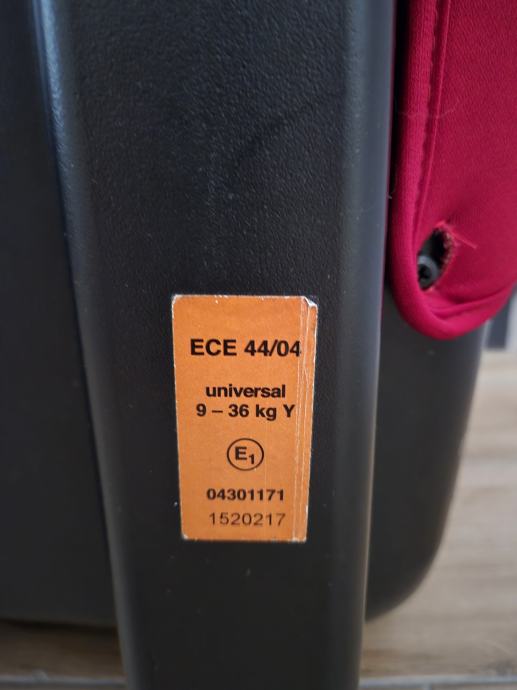 ECE 44/04
universal
9 – 36 kg Y
E1
04301171
1520217